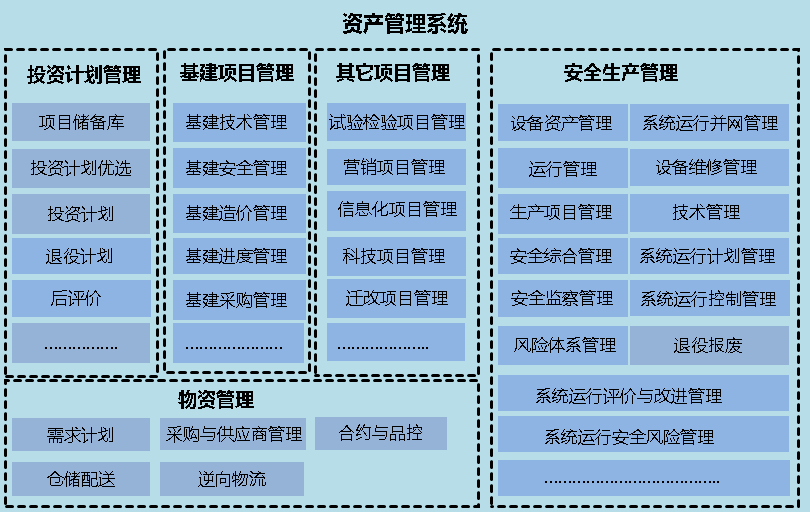 资产管理系统
投资计划管理
项目储备库
投资计划优选
投资计划
退役计划
后评价
................
基建项目管理
基建技术管理
基建安全管理
基建造价管理
基建进度管理
基建采购管理
.....................
其它项目管理
试验检验项目管理
营销项目管理
信息化项目管理
科技项目管理
迁改项目管理
....................
安全生产管理
设备资产管理 系统运行并网管理
运行管理 设备维修管理
生产项目管理 技术管理
安全综合管理 系统运行计划管理
安全监察管理 系统运行控制管理
风险体系管理 退役报废
系统运行评价与改进管理
系统运行安全风险管理
......................................
物资管理
需求计划 采购与供应商管理 合约与品控
仓储配送 逆向物流